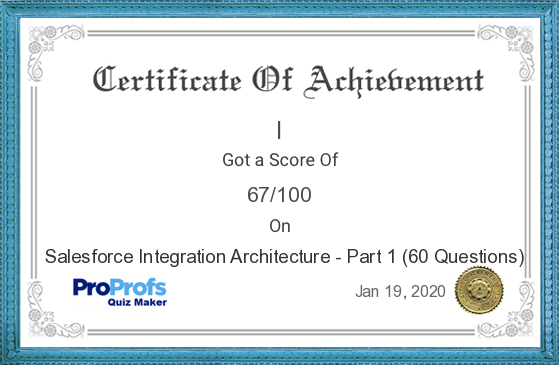 Certificate Of Achievement
l
Got a Score Of
67/100
On
Salesforce Integration Architecture - Part 1 (60 Questions)
ProProfs
Quiz Maker
Jan 19, 2020